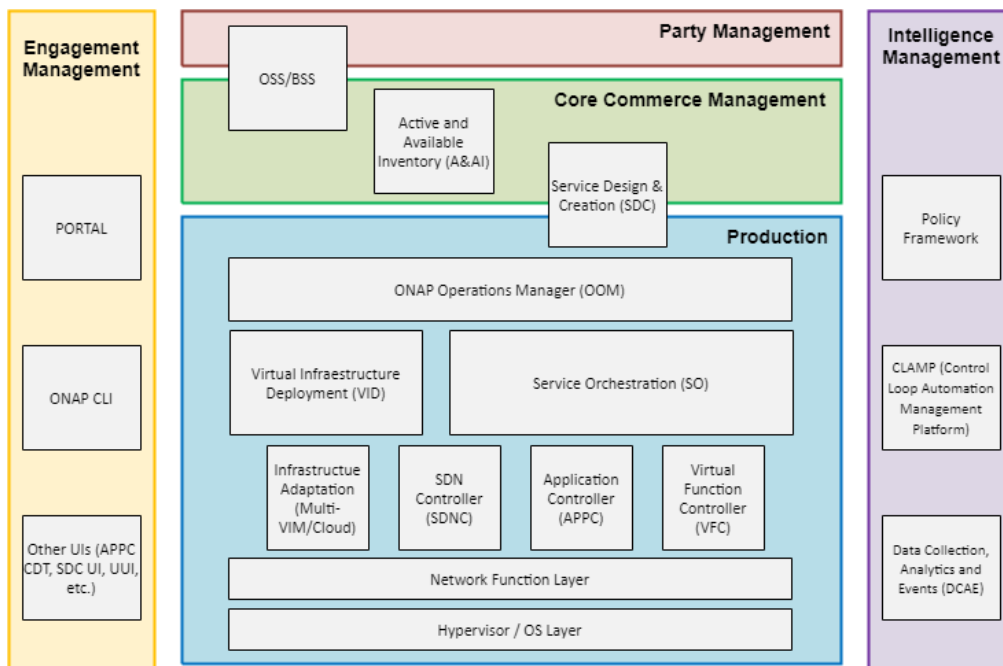 Engagement
Management
PORTAL
ONAP CLI
Other UIs (APPC
CDT, SDC UI, UUI,
etc.)
Party Management
OSS/BSS
Core Commerce Management
Active and
Available
Inventory (A&AI)
Service Design &
Creation (SDC)
Production
ONAP Operations Manager (OOM)
Virtual Infraestructure
Deployment (VID)
Service Orchestration (SO)
Infrastructue
Adaptation
(Multi-
VIM/Cloud)
SDN
Controller
(SDNC)
Application
Controller
(APPC)
Virtual
Function
Controller
(VFC)
Network Function Layer
Hypervisor / OS Layer
Intelligence
Management
Policy
Framework
CLAMP (Control
Loop Automation
Management
Platform)
Data Collection,
Analytics and
Events (DCAE)